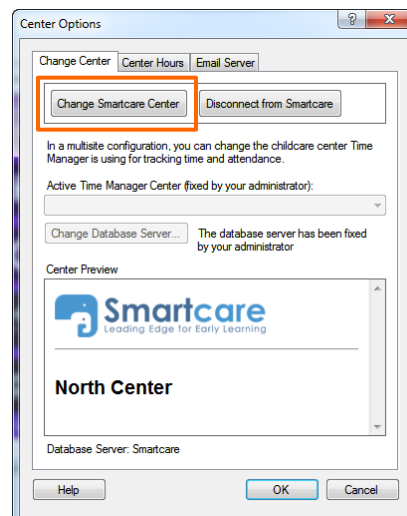 Center Options
?
x
Change Center Center Hours Email Server
Change Smartcare Center Disconnect from Smartcare
In a multisite configuration, you can change the childcare center Time
Manager is using for tracking time and attendance.
Active Time Manager Center (fixed by your administrator):
Change Database Server... The database server has been fixed
by your administrator
Center Preview
Smartcare
Leading Edge for Early Learning
North Center
Database Server: Smartcare
Help OK Cancel